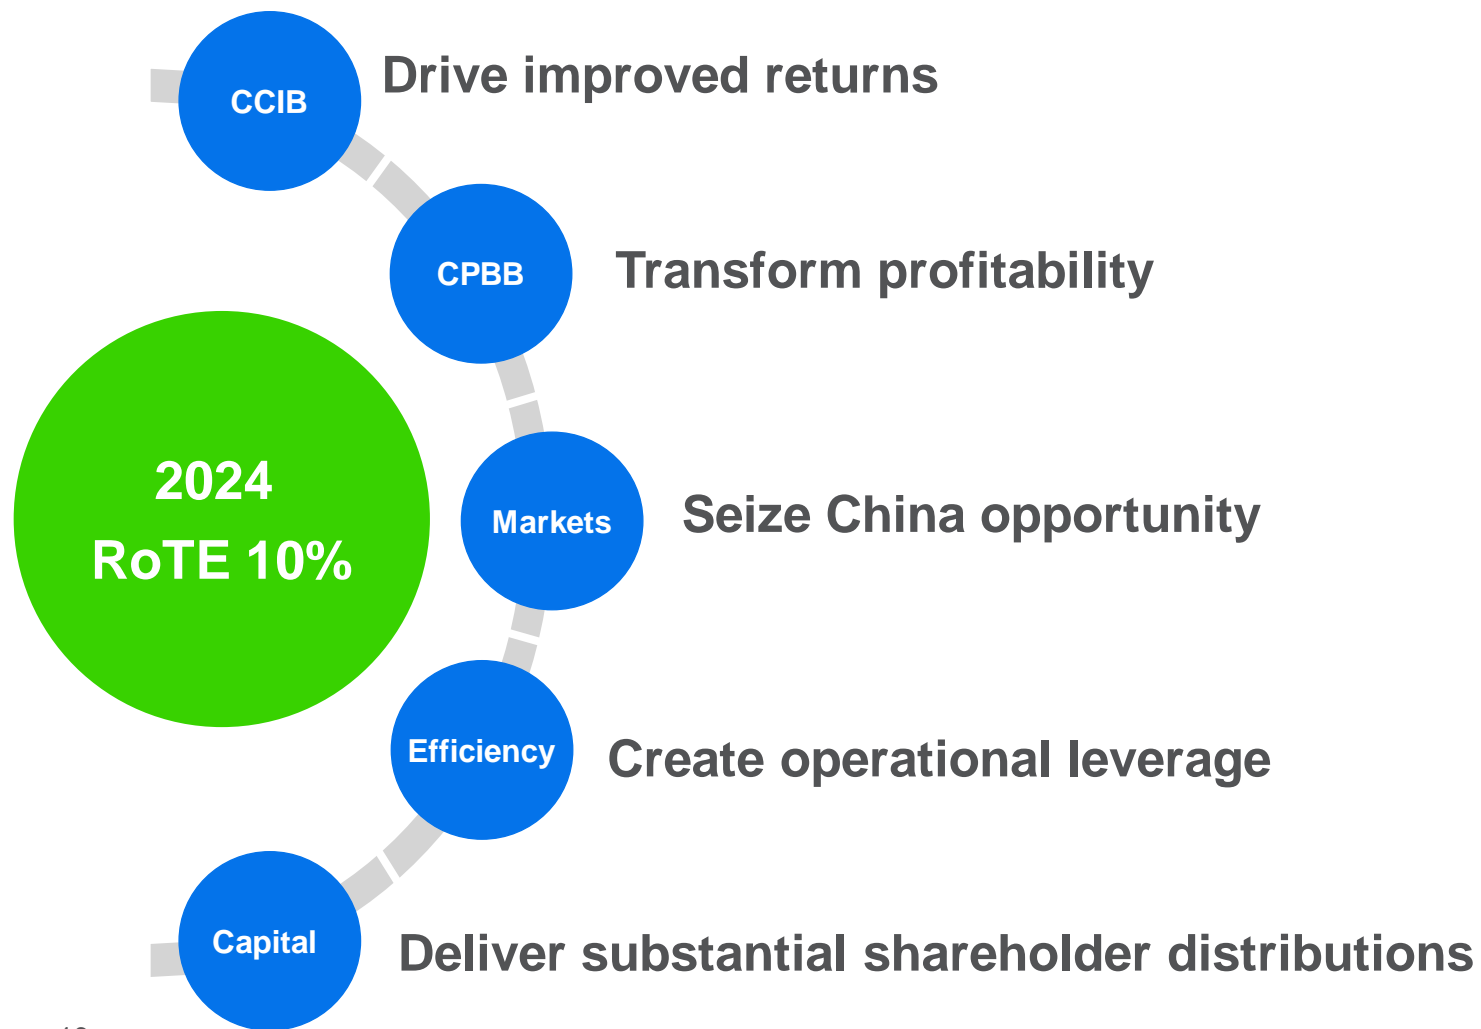 CCIB
Drive improved returns
CPBB
Transform profitability
2024
RoTE 10%
Markets
Seize China opportunity
Efficiency
Create operational leverage
Capital
Deliver substantial shareholder distributions